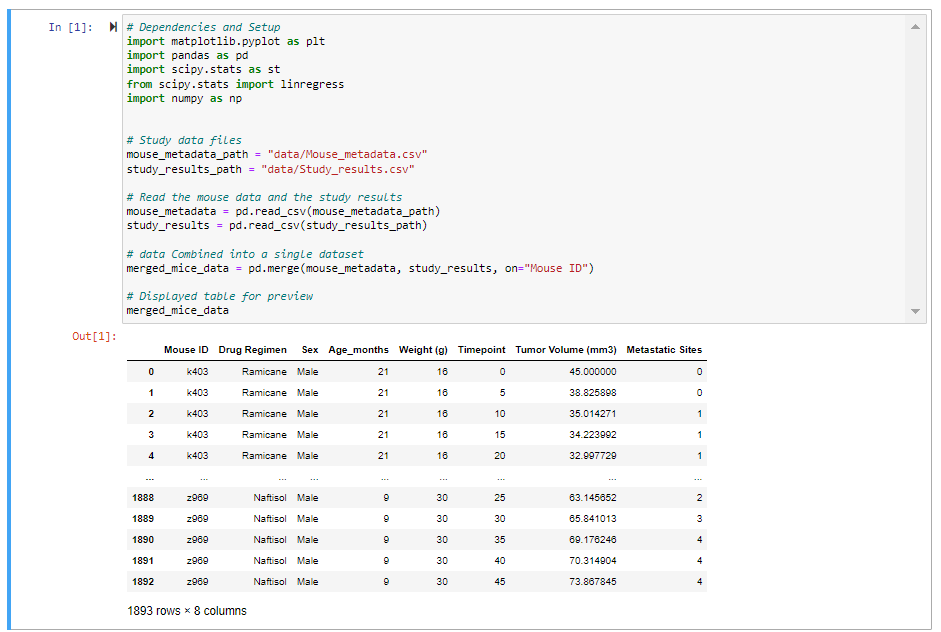 In [1]:
# Dependencies and Setup
import matplotlib.pyplot as plt
import pandas as pd
import scipy.stats as st
from scipy.stats import linregress
import numpy as np
# Study data files
mouse_metadata_path = "data/Mouse_metadata.csv"
study_results_path = "data/Study_results.csv"
# Read the mouse data and the study results
mouse_metadata = pd.read_csv(mouse_metadata_path)
study_results = pd.read_csv(study_results_path)
# data Combined into a single dataset
merged_mice_data = pd.merge(mouse_metadata, study_results, on="Mouse ID")
# Displayed table for preview
merged_mice_data
Out[1]:
Mouse ID Drug Regimen Sex Age_months Weight (g) Timepoint Tumor Volume (mm3) Metastatic Sites
0 k403 Ramicane Male 21 16 0 45.000000 0
1 k403 Ramicane Male 21 16 5 38.825898 0
2 k403 Ramicane Male 21 16 10 35.014271 1
3 k403 Ramicane Male 21 16 15 34.223992 1
4 k403 Ramicane Male 21 16 20 32.997729 1
... ... ... ... ... ... ... ... ...
1888 z969 Naftisol Male 9 30 25 63.145652 2
1889 z969 Naftisol Male 9 30 30 65.841013 3
1890 z969 Naftisol Male 9 30 35 69.176246 4
1891 z969 Naftisol Male 9 30 40 70.314904 4
1892 z969 Naftisol Male 9 30 45 73.867845 4
1893 rows × 8 columns